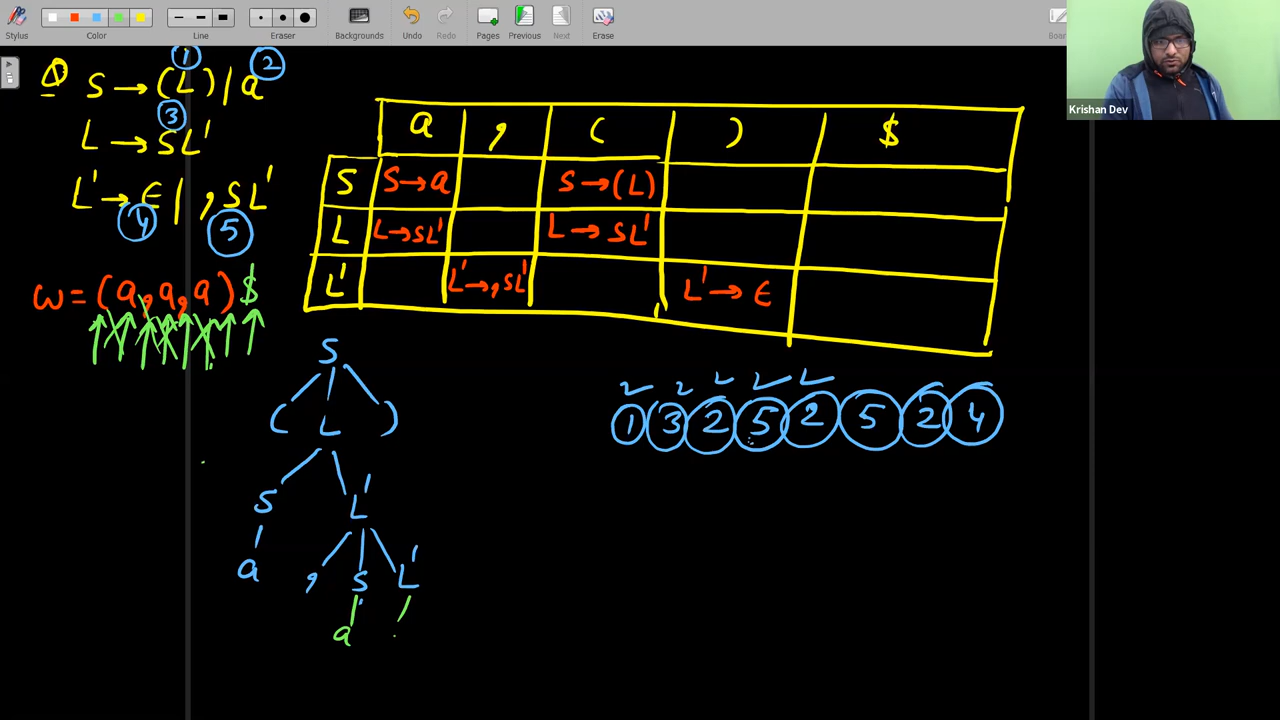 Stylus Color Line Eraser Backgrounds Undo Pages Previous Next Erase
Krishan Dev
① ②
Q S → (L) | a
③
L → SL'
L' → ε | , SL'
④ ⑤
w = (a,a,a)$
a , ( ) $
S S→a S→(L)
L L→SL' L→SL'
L' L'→,SL' L'→ε
① ③ ② ⑤ ② ⑤ ② ④
S
( L )
S L'
a , S L'
a